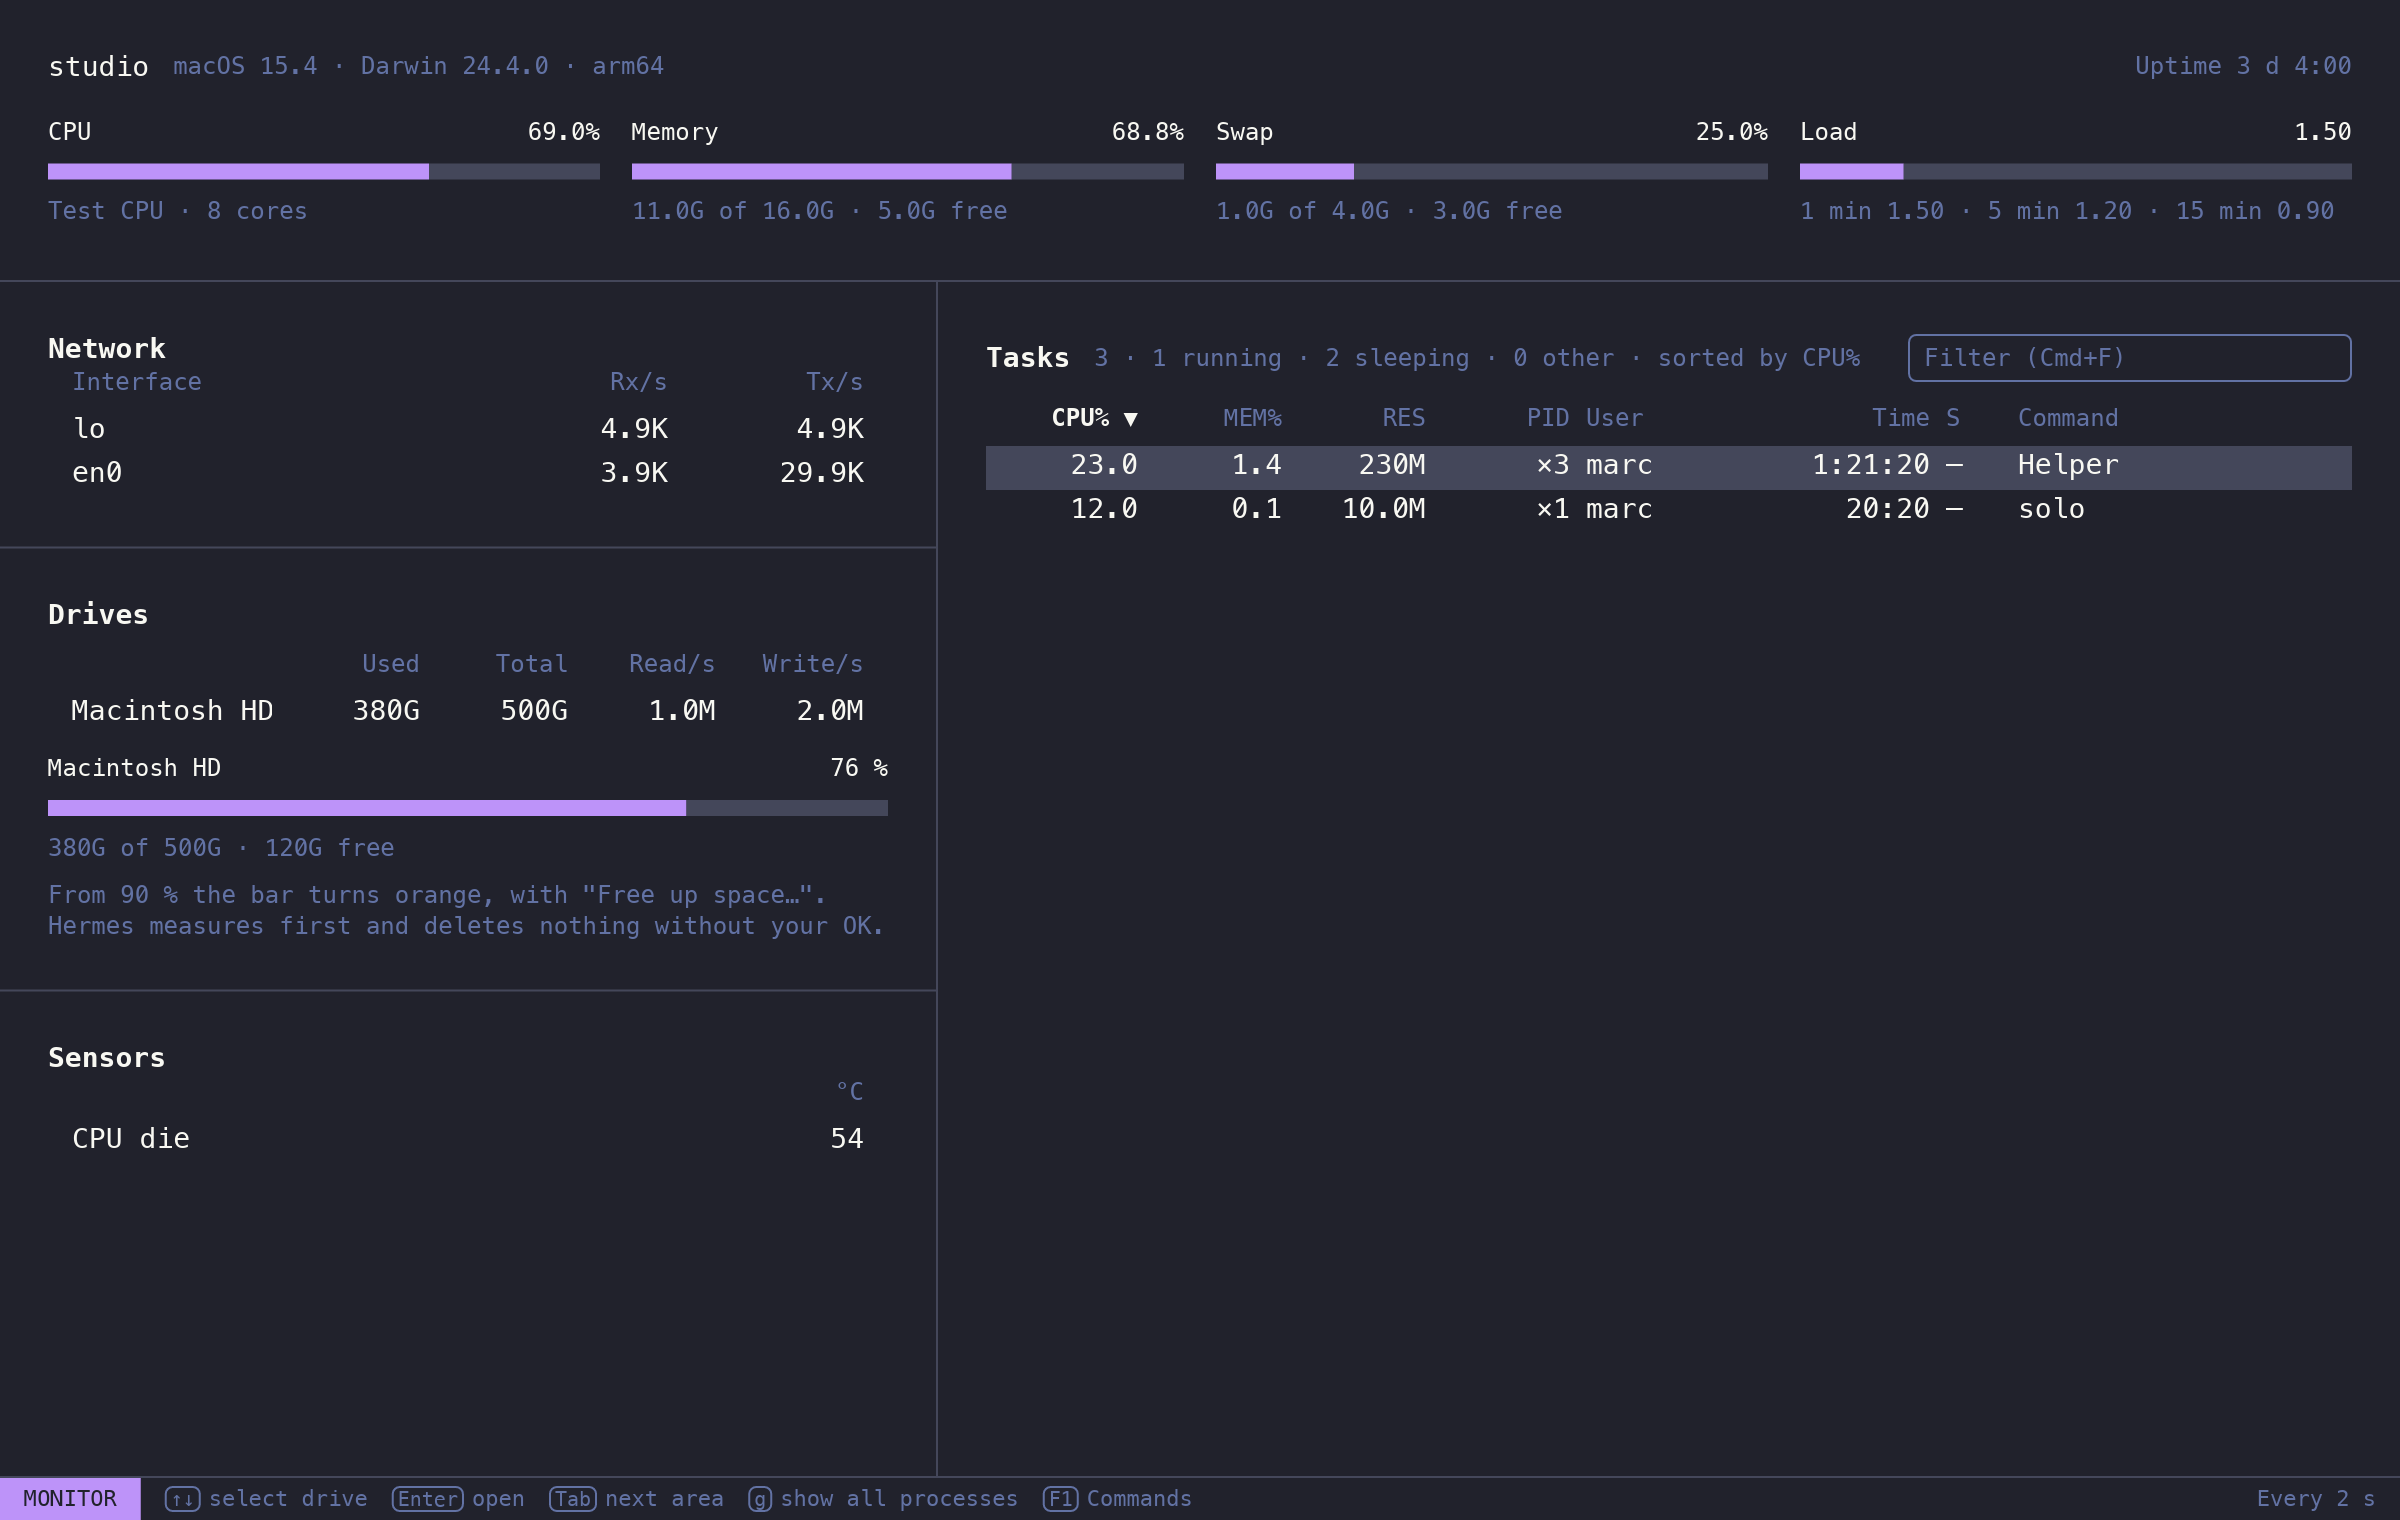 studio macOS 15.4 · Darwin 24.4.0 · arm64 Uptime 3 d 4:00
CPU 69.0% Memory 68.8% Swap 25.0% Load 1.50
Test CPU · 8 cores 11.0G of 16.0G · 5.0G free 1.0G of 4.0G · 3.0G free 1 min 1.50 · 5 min 1.20 · 15 min 0.90
Network
Interface Rx/s Tx/s
lo 4.9K 4.9K
en0 3.9K 29.9K
Drives
Used Total Read/s Write/s
Macintosh HD 380G 500G 1.0M 2.0M
Macintosh HD 76 %
380G of 500G · 120G free
From 90 % the bar turns orange, with "Free up space…".
Hermes measures first and deletes nothing without your OK.
Sensors
°C
CPU die 54
Tasks 3 · 1 running · 2 sleeping · 0 other · sorted by CPU% Filter (Cmd+F)
CPU% ▼ MEM% RES PID User Time S Command
23.0 1.4 230M ×3 marc 1:21:20 — Helper
12.0 0.1 10.0M ×1 marc 20:20 — solo
MONITOR ↑↓ select drive Enter open Tab next area g show all processes F1 Commands Every 2 s